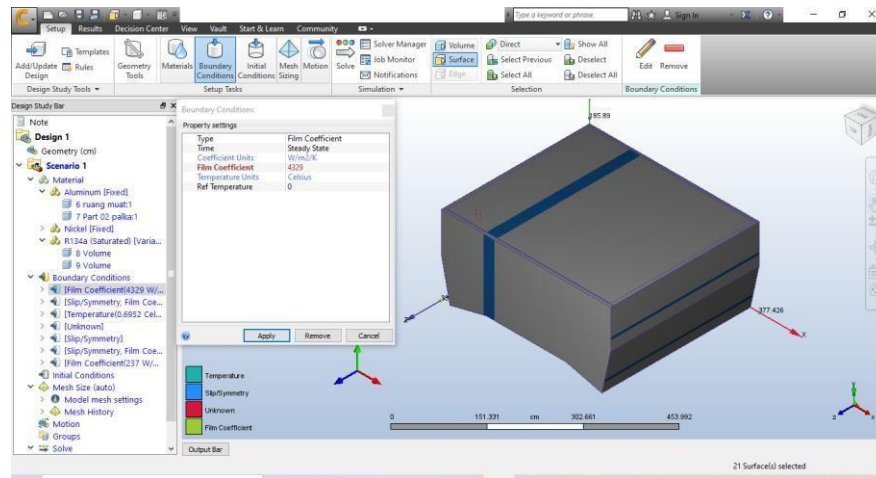 Type a keyword or phrase
Sign In
Setup Results Decision Center View Vault Start & Learn Community
Add/Update Design
Templates
Rules
Geometry Tools
Materials
Boundary Conditions
Initial Conditions
Mesh Sizing
Motion
Solve
Solver Manager
Job Monitor
Notifications
Volume
Surface
Edge
Direct
Select Previous
Select All
Show All
Deselect
Deselect All
Edit
Remove
Design Study Tools
Setup Tasks
Simulation
Selection
Boundary Conditions
Design Study Bar
Note
Design 1
Geometry (cm)
Scenario 1
Material
Aluminum [Fixed]
6 ruang muat:1
7 Part 02 palka:1
Nickel [Fixed]
R134a (Saturated) [Varia...
8 Volume
9 Volume
Boundary Conditions
[Film Coefficient(4329 W/...
[Slip/Symmetry, Film Coe...
[Temperature(0.6952 Cel...
[Unknown]
[Slip/Symmetry]
[Slip/Symmetry, Film Coe...
[Film Coefficient(237 W/...
Initial Conditions
Mesh Size (auto)
Model mesh settings
Mesh History
Motion
Groups
Solve
Boundary Conditions
Property settings
Type Film Coefficient
Time Steady State
Coefficient Units W/m2/K
Film Coefficient 4329
Temperature Units Celsius
Ref Temperature 0
Apply Remove Cancel
185.89
377.426
X
Z
Temperature
Slip/Symmetry
Unknown
Film Coefficient
0 151.331 cm 302.661 453.992
Output Bar
21 Surface(s) selected